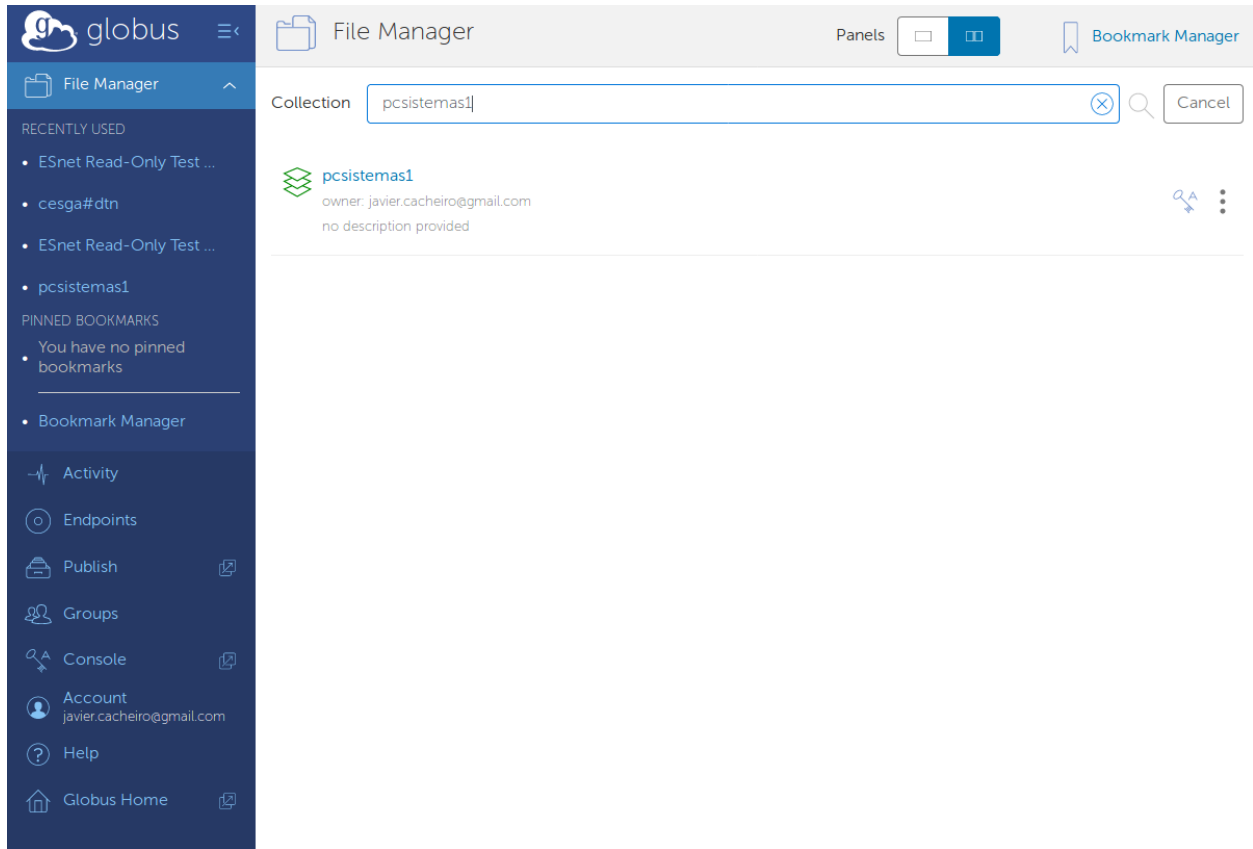 globus
File Manager
RECENTLY USED
• ESnet Read-Only Test ...
• cesga#dtn
• ESnet Read-Only Test ...
• pcsistemas1
PINNED BOOKMARKS
• You have no pinned
bookmarks
• Bookmark Manager
Activity
Endpoints
Publish
Groups
Console
Account
javier.cacheiro@gmail.com
Help
Globus Home
File Manager
Panels
Bookmark Manager
Collection pcsistemas1 Cancel
pcsistemas1
owner: javier.cacheiro@gmail.com
no description provided